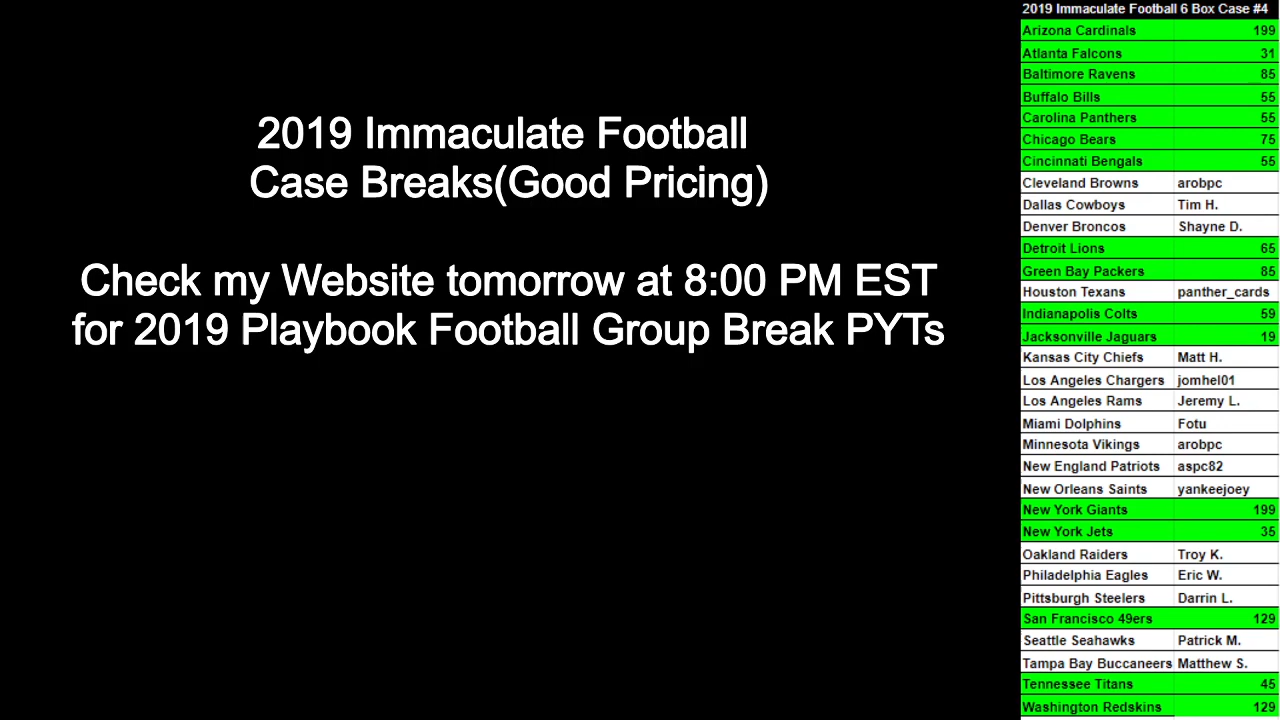 2019 Immaculate Football
Case Breaks(Good Pricing)
Check my Website tomorrow at 8:00 PM EST
for 2019 Playbook Football Group Break PYTs
2019 Immaculate Football 6 Box Case #4
Arizona Cardinals 199
Atlanta Falcons 31
Baltimore Ravens 85
Buffalo Bills 55
Carolina Panthers 55
Chicago Bears 75
Cincinnati Bengals 55
Cleveland Browns arobpc
Dallas Cowboys Tim H.
Denver Broncos Shayne D.
Detroit Lions 65
Green Bay Packers 85
Houston Texans panther_cards
Indianapolis Colts 59
Jacksonville Jaguars 19
Kansas City Chiefs Matt H.
Los Angeles Chargers jomhel01
Los Angeles Rams Jeremy L.
Miami Dolphins Fotu
Minnesota Vikings arobpc
New England Patriots aspc82
New Orleans Saints yankeejoey
New York Giants 199
New York Jets 35
Oakland Raiders Troy K.
Philadelphia Eagles Eric W.
Pittsburgh Steelers Darrin L.
San Francisco 49ers 129
Seattle Seahawks Patrick M.
Tampa Bay Buccaneers Matthew S.
Tennessee Titans 45
Washington Redskins 129